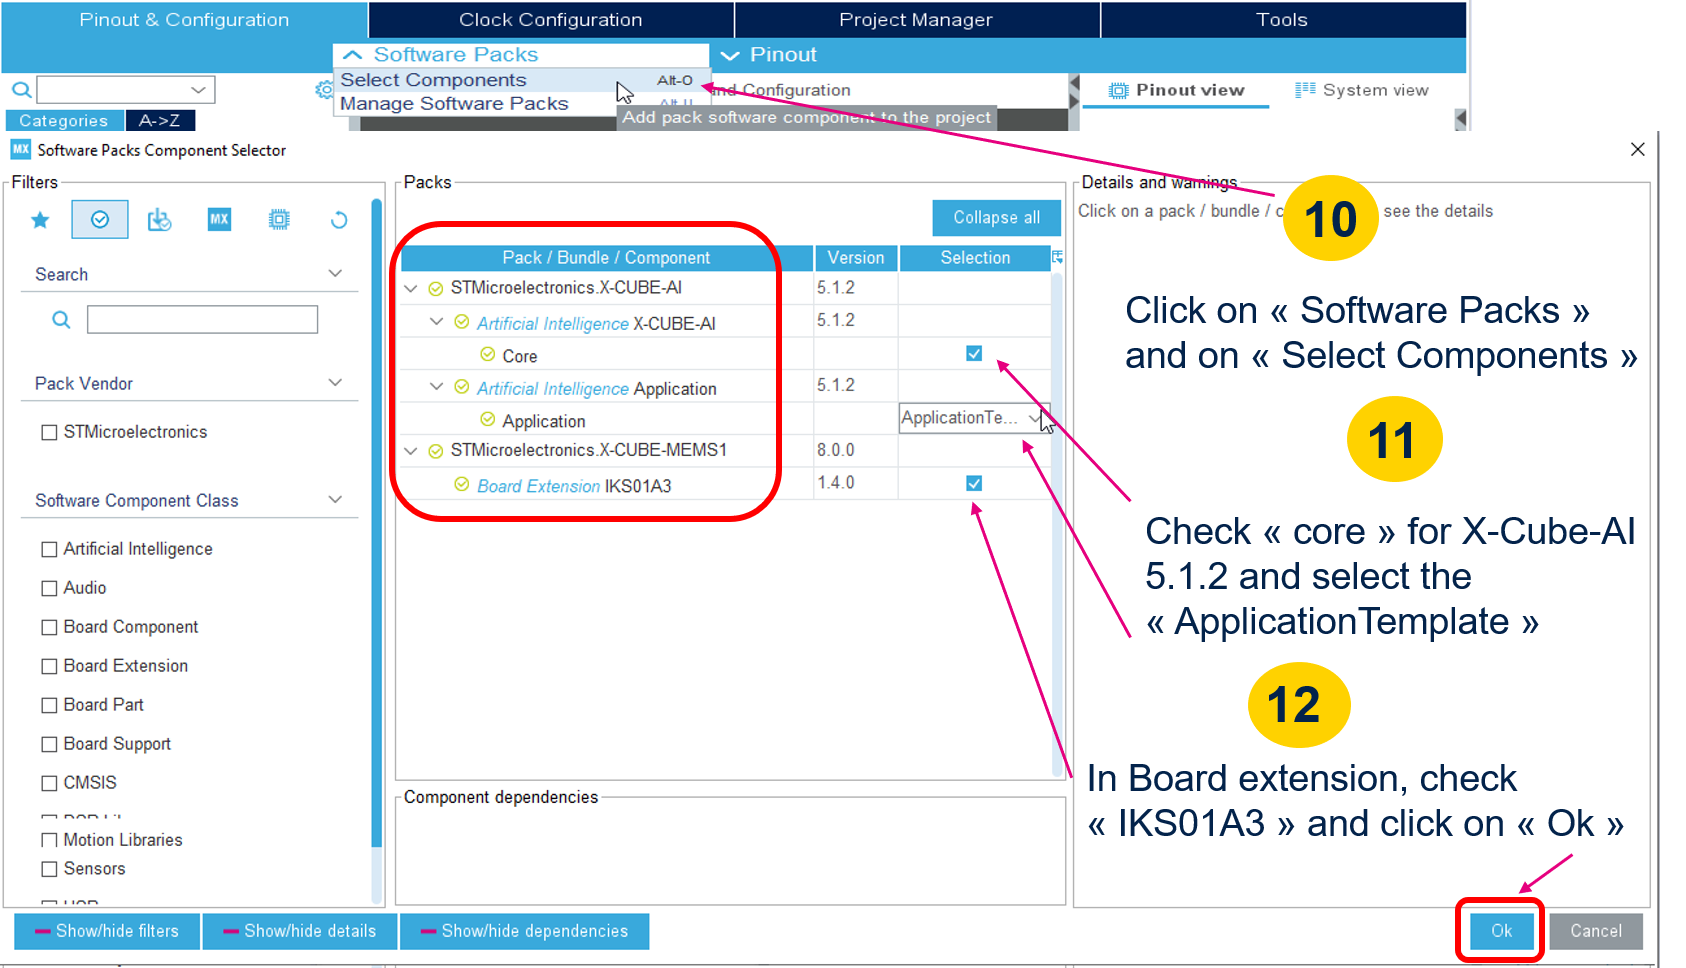 Pinout & Configuration
Clock Configuration
Project Manager
Tools
Software Packs
Pinout
Select Components Alt-O
Manage Software Packs
and Configuration
Pinout view
System view
Add pack software component to the project
Categories
A->Z
MX Software Packs Component Selector
Filters
MX
Search
Pack Vendor
STMicroelectronics
Software Component Class
Artificial Intelligence
Audio
Board Component
Board Extension
Board Part
Board Support
CMSIS
Motion Libraries
Sensors
Packs
Collapse all
Pack / Bundle / Component Version Selection
STMicroelectronics.X-CUBE-AI 5.1.2
Artificial Intelligence X-CUBE-AI 5.1.2
Core
Artificial Intelligence Application 5.1.2
Application ApplicationTe...
STMicroelectronics.X-CUBE-MEMS1 8.0.0
Board Extension IKS01A3 1.4.0
Component dependencies
Details and warnings
Click on a pack / bundle / c see the details
10
Click on « Software Packs »
and on « Select Components »
11
Check « core » for X-Cube-AI
5.1.2 and select the
« ApplicationTemplate »
12
In Board extension, check
« IKS01A3 » and click on « Ok »
Show/hide filters
Show/hide details
Show/hide dependencies
Ok
Cancel